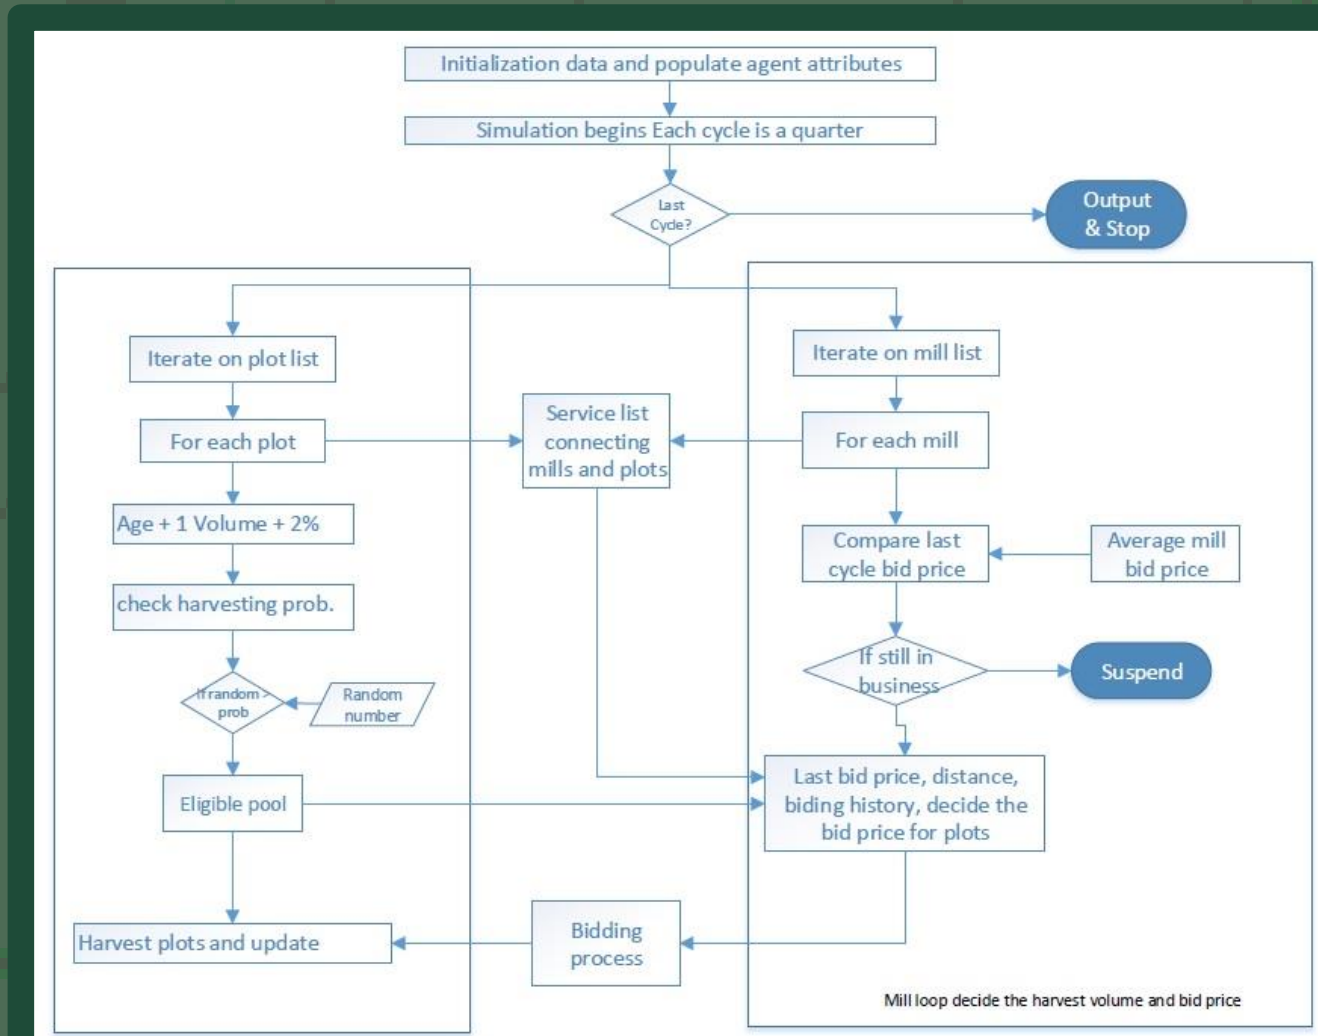 Initialization data and populate agent attributes
Simulation begins Each cycle is a quarter
Last
Cycle?
Output
& Stop
Iterate on plot list
Iterate on mill list
For each plot
Service list
connecting
mills and plots
For each mill
Age + 1 Volume + 2%
Compare last
cycle bid price
Average mill
bid price
check harvesting prob.
If random >
prob
Random
number
If still in
business
Suspend
Eligible pool
Last bid price, distance,
biding history, decide the
bid price for plots
Harvest plots and update
Bidding
process
Mill loop decide the harvest volume and bid price